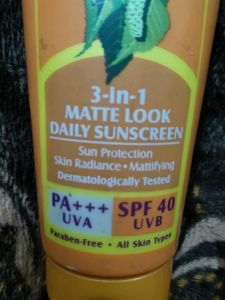 3-in-1
MATTE LOOK
DAILY SUNSCREEN
Sun Protection
Skin Radiance • Mattifying
Dermatologically Tested
PA+++ SPF 40
UVA UVB
Paraben-Free • All Skin Types